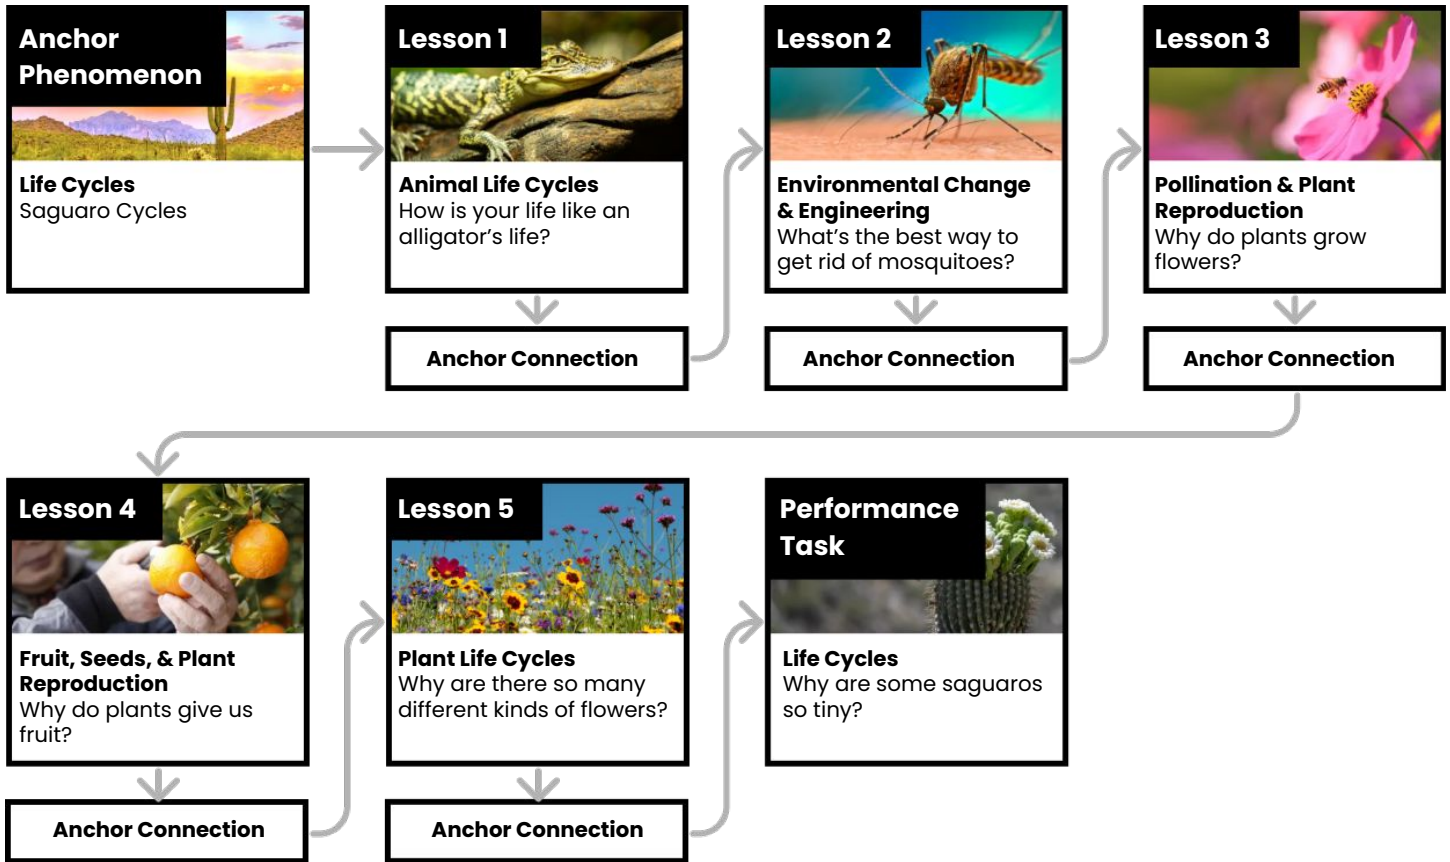 Anchor
Phenomenon
Life Cycles
Saguaro Cycles
Lesson 1
Animal Life Cycles
How is your life like an
alligator’s life?
Anchor Connection
Lesson 2
Environmental Change
& Engineering
What’s the best way to
get rid of mosquitoes?
Anchor Connection
Lesson 3
Pollination & Plant
Reproduction
Why do plants grow
flowers?
Anchor Connection
Lesson 4
Fruit, Seeds, & Plant
Reproduction
Why do plants give us
fruit?
Anchor Connection
Lesson 5
Plant Life Cycles
Why are there so many
different kinds of flowers?
Anchor Connection
Performance
Task
Life Cycles
Why are some saguaros
so tiny?